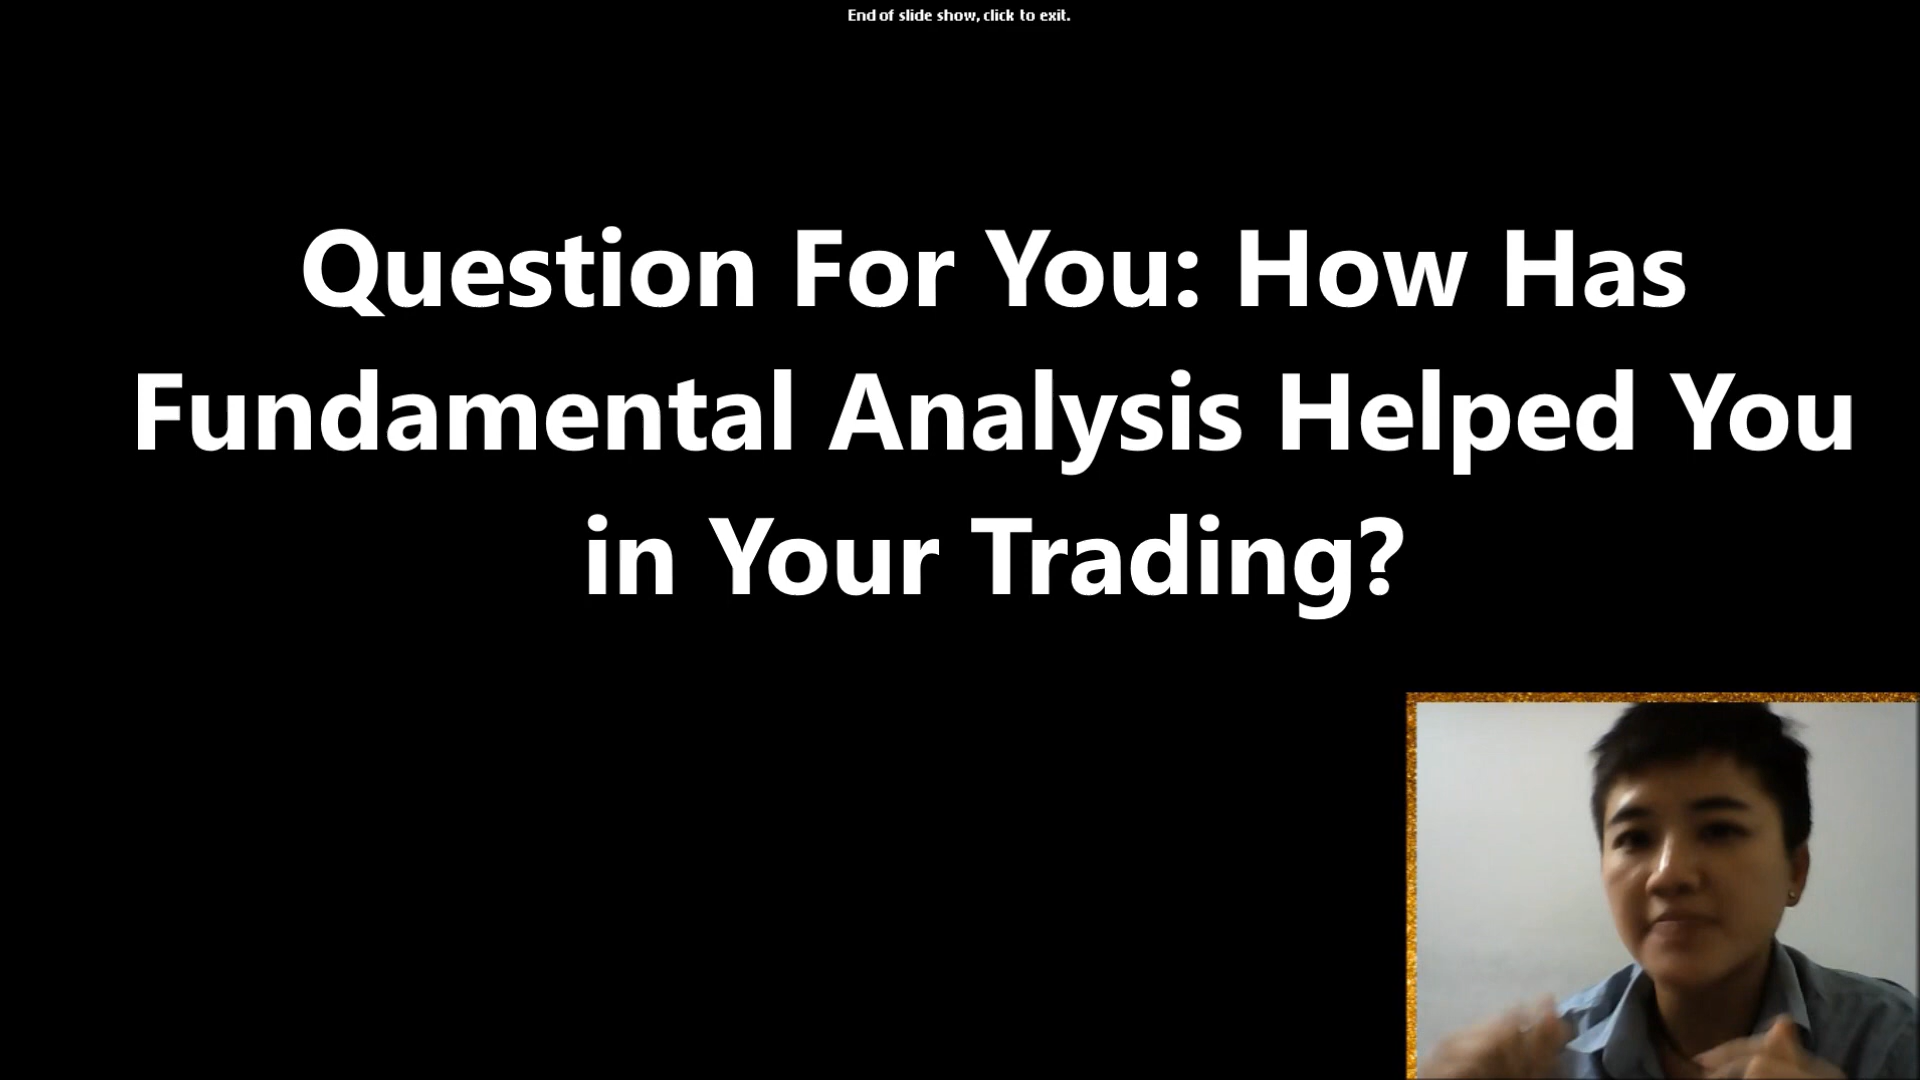 End of slide show, click to exit.
Question For You: How Has
Fundamental Analysis Helped You
in Your Trading?